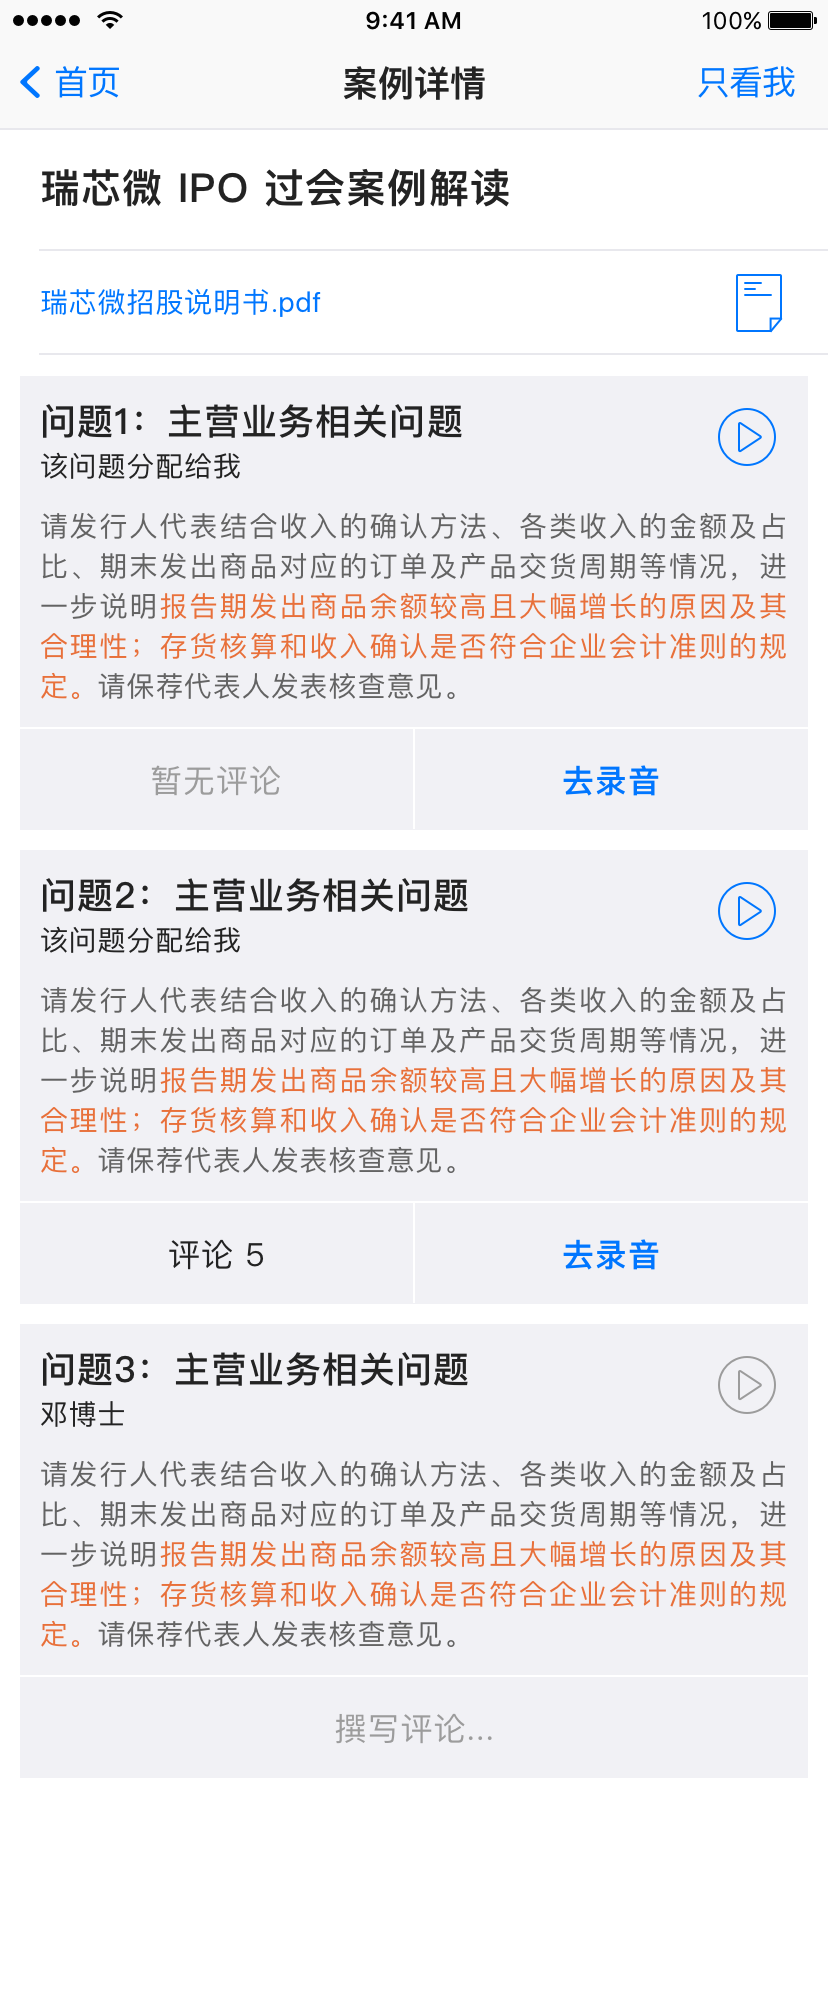 9:41 AM
100%
首页
案例详情
只看我
瑞芯微 IPO 过会案例解读
瑞芯微招股说明书.pdf
问题1：主营业务相关问题
该问题分配给我
请发行人代表结合收入的确认方法、各类收入的金额及占
比、期末发出商品对应的订单及产品交货周期等情况，进
一步说明报告期发出商品余额较高且大幅增长的原因及其
合理性；存货核算和收入确认是否符合企业会计准则的规
定。请保荐代表人发表核查意见。
暂无评论
去录音
问题2：主营业务相关问题
该问题分配给我
请发行人代表结合收入的确认方法、各类收入的金额及占
比、期末发出商品对应的订单及产品交货周期等情况，进
一步说明报告期发出商品余额较高且大幅增长的原因及其
合理性；存货核算和收入确认是否符合企业会计准则的规
定。请保荐代表人发表核查意见。
评论 5
去录音
问题3：主营业务相关问题
邓博士
请发行人代表结合收入的确认方法、各类收入的金额及占
比、期末发出商品对应的订单及产品交货周期等情况，进
一步说明报告期发出商品余额较高且大幅增长的原因及其
合理性；存货核算和收入确认是否符合企业会计准则的规
定。请保荐代表人发表核查意见。
撰写评论...